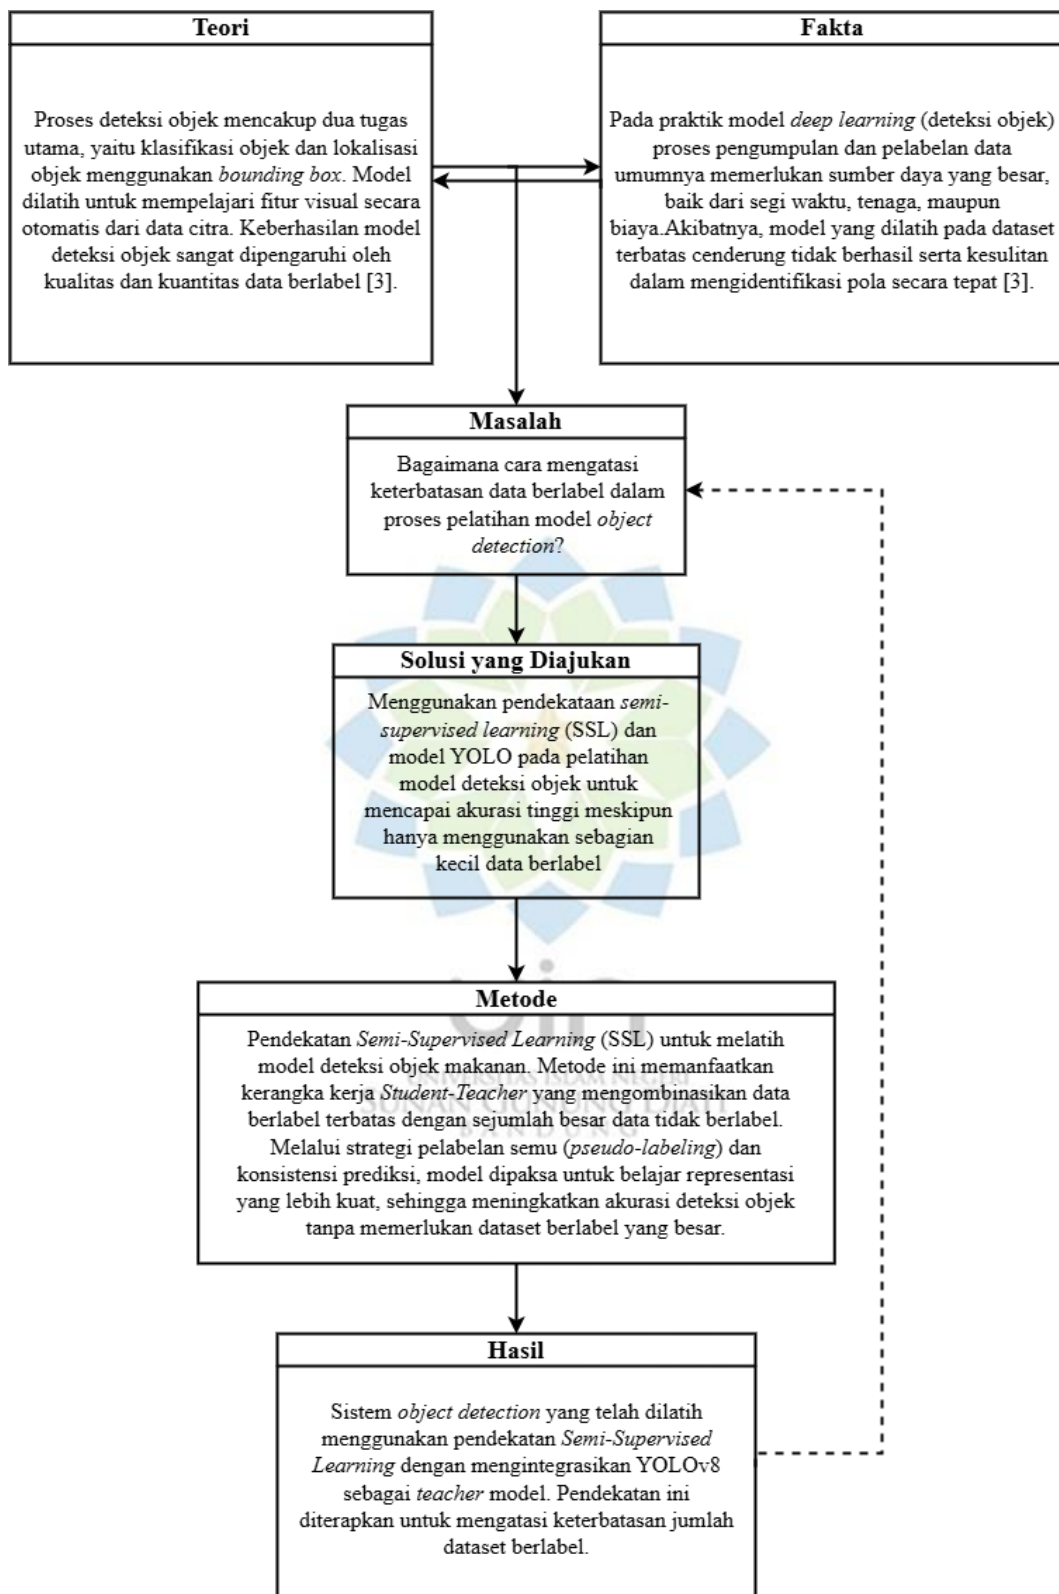 Teori
Proses deteksi objek mencakup dua tugas
utama, yaitu klasifikasi objek dan lokalisasi
objek menggunakan bounding box. Model
dilatih untuk mempelajari fitur visual secara
otomatis dari data citra. Keberhasilan model
deteksi objek sangat dipengaruhi oleh
kualitas dan kuantitas data berlabel [3].
Fakta
Pada praktik model deep learning (deteksi objek)
proses pengumpulan dan pelabelan data
umumnya memerlukan sumber daya yang besar,
baik dari segi waktu, tenaga, maupun
biaya.Akibatnya, model yang dilatih pada dataset
terbatas cenderung tidak berhasil serta kesulitan
dalam mengidentifikasi pola secara tepat [3].
Masalah
Bagaimana cara mengatasi
keterbatasan data berlabel dalam
proses pelatihan model object
detection?
Solusi yang Diajukan
Menggunakan pendekataan semi-
supervised learning (SSL) dan
model YOLO pada pelatihan
model deteksi objek untuk
mencapai akurasi tinggi meskipun
hanya menggunakan sebagian
kecil data berlabel
Metode
Pendekatan Semi-Supervised Learning (SSL) untuk melatih
model deteksi objek makanan. Metode ini memanfaatkan
kerangka kerja Student-Teacher yang mengombinasikan data
berlabel terbatas dengan sejumlah besar data tidak berlabel.
Melalui strategi pelabelan semu (pseudo-labeling) dan
konsistensi prediksi, model dipaksa untuk belajar representasi
yang lebih kuat, sehingga meningkatkan akurasi deteksi objek
tanpa memerlukan dataset berlabel yang besar.
uin
UNIVERSITAS ISLAM NEGERI
SUNAN GUNUNG DJATI
BANDUNG
Hasil
Sistem object detection yang telah dilatih
menggunakan pendekatan Semi-Supervised
Learning dengan mengintegrasikan YOLOv8
sebagai teacher model. Pendekatan ini
diterapkan untuk mengatasi keterbatasan jumlah
dataset berlabel.